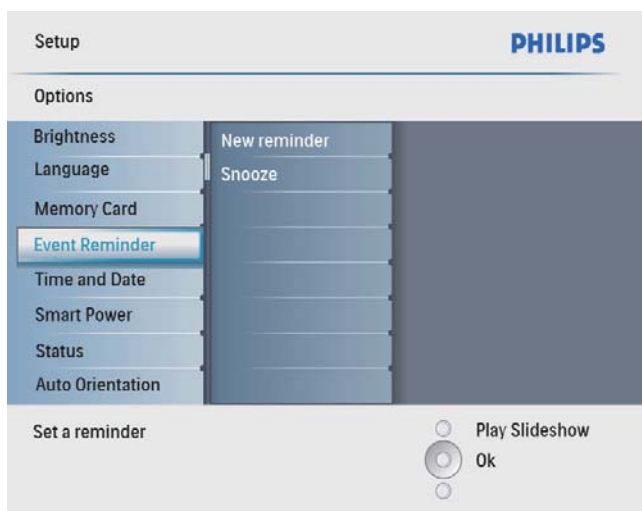 Setup
PHILIPS
Options
Brightness
Language
Memory Card
Event Reminder
Time and Date
Smart Power
Status
Auto Orientation
New reminder
Snooze
Set a reminder
Play Slideshow
Ok